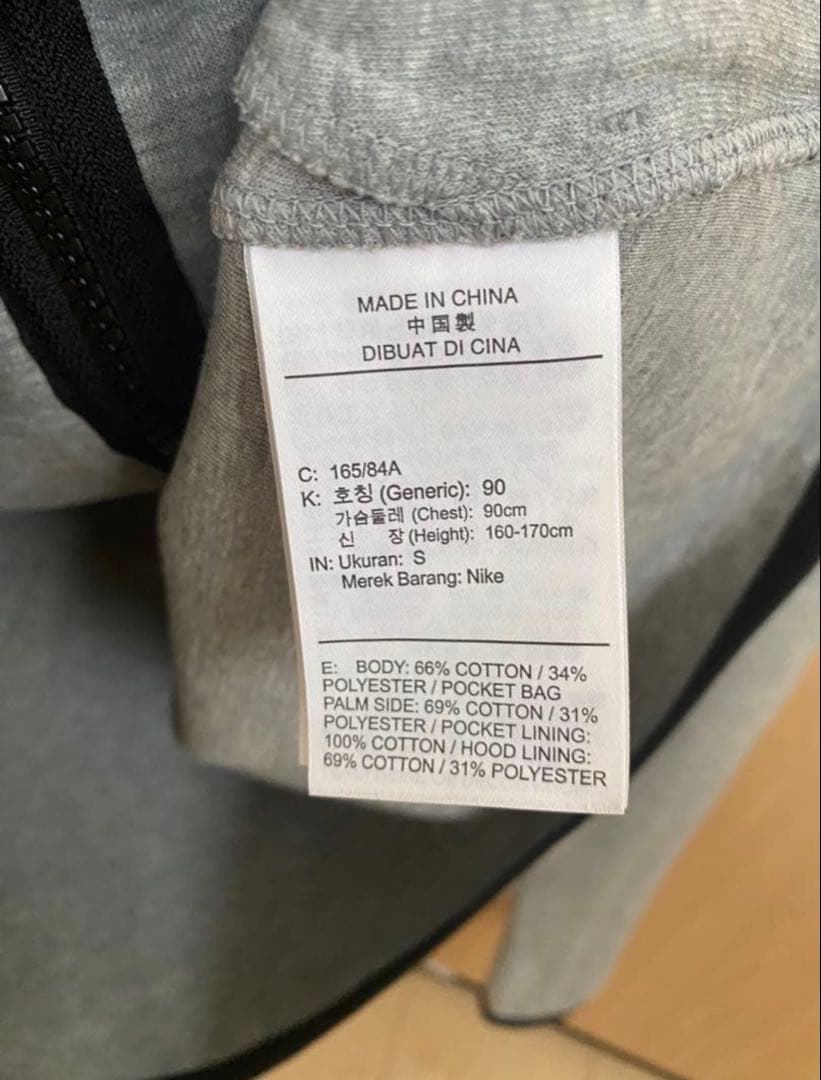 MADE IN CHINA
中国製
DIBUAT DI CINA
C: 165/84A
K: 호칭 (Generic): 90
가슴둘레 (Chest): 90cm
신 장 (Height): 160-170cm
IN: Ukuran: S
Merek Barang: Nike
E: BODY: 66% COTTON / 34%
POLYESTER / POCKET BAG
PALM SIDE: 69% COTTON / 31%
POLYESTER / POCKET LINING:
100% COTTON / HOOD LINING:
69% COTTON / 31% POLYESTER